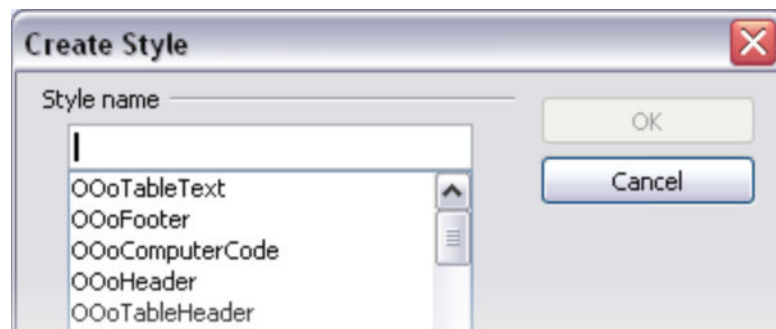 Create Style
Style name
OK
Cancel
OOoTableText
OOoFooter
OOoComputerCode
OOoHeader
OOoTableHeader